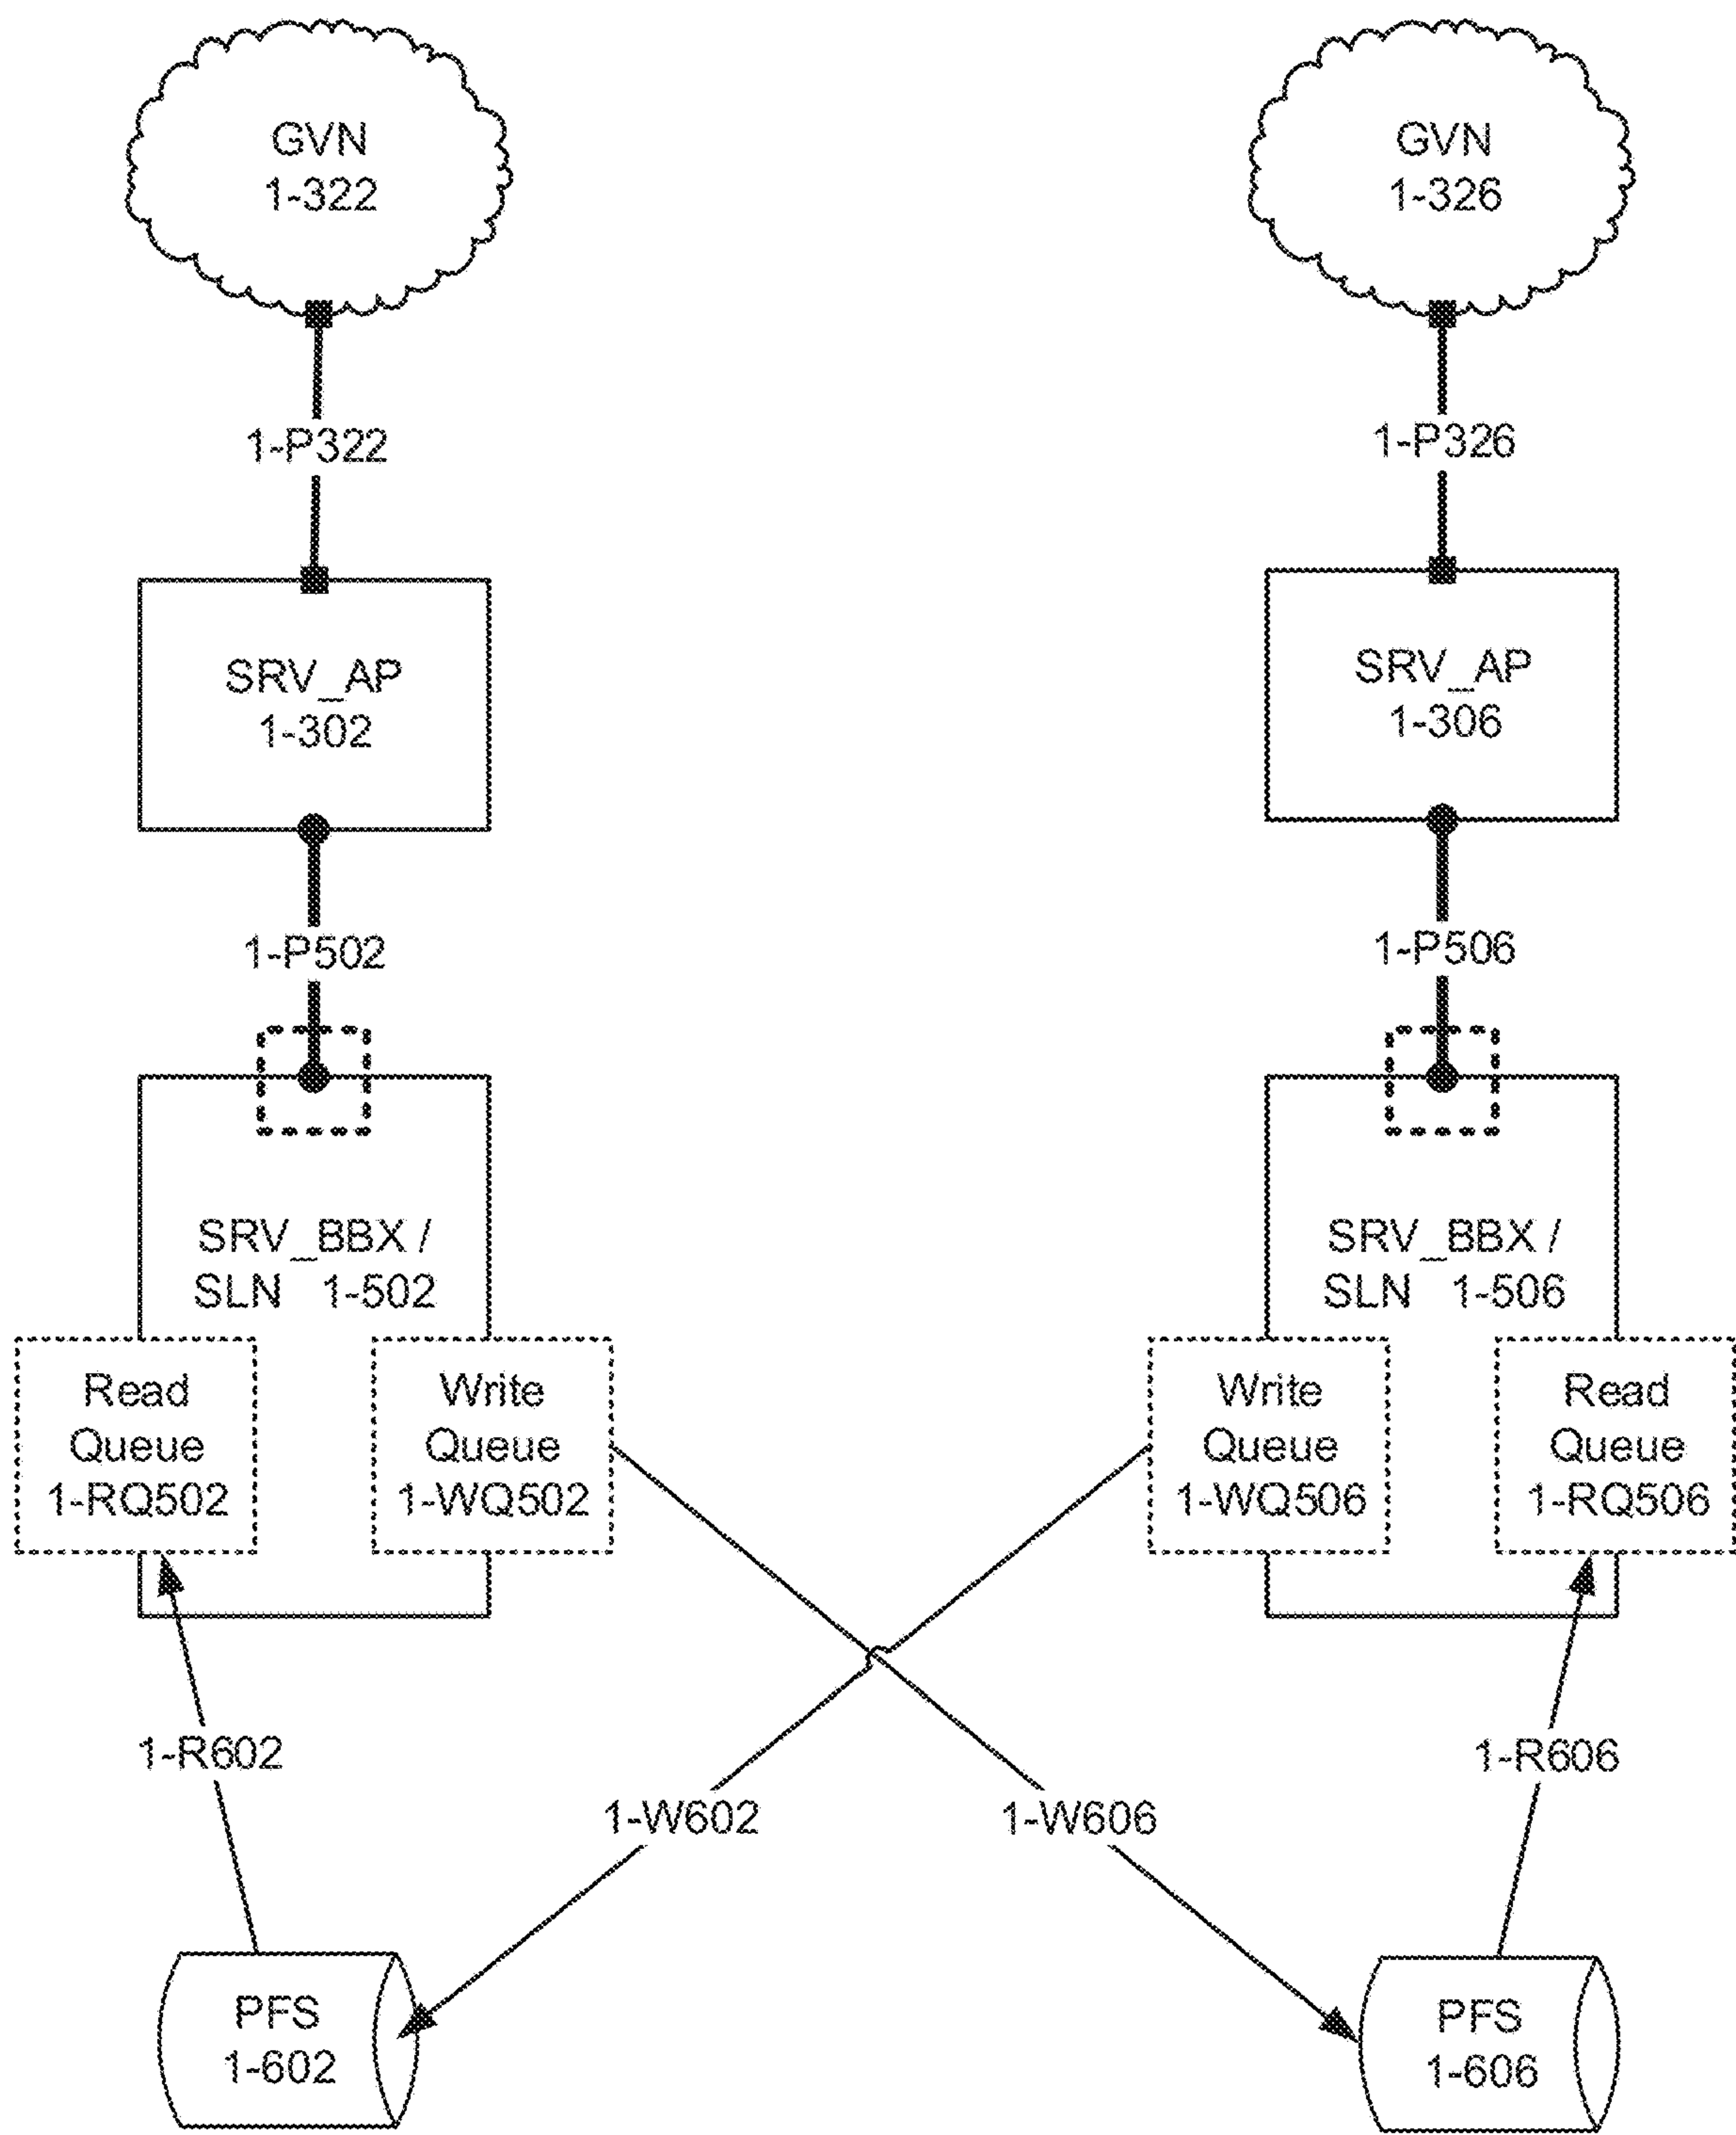 GVN
1-322
GVN
1-326
1-P322
1-P326
SRV_AP
1-302
SRV_AP
1-306
1-P502
1-P506
SRV_BBX /
SLN 1-502
SRV_BBX /
SLN 1-506
Read
Queue
1-RQ502
Write
Queue
1-WQ502
Write
Queue
1-WQ506
Read
Queue
1-RQ506
1-R602
1-R606
1-W602
1-W606
PFS
1-602
PFS
1-606